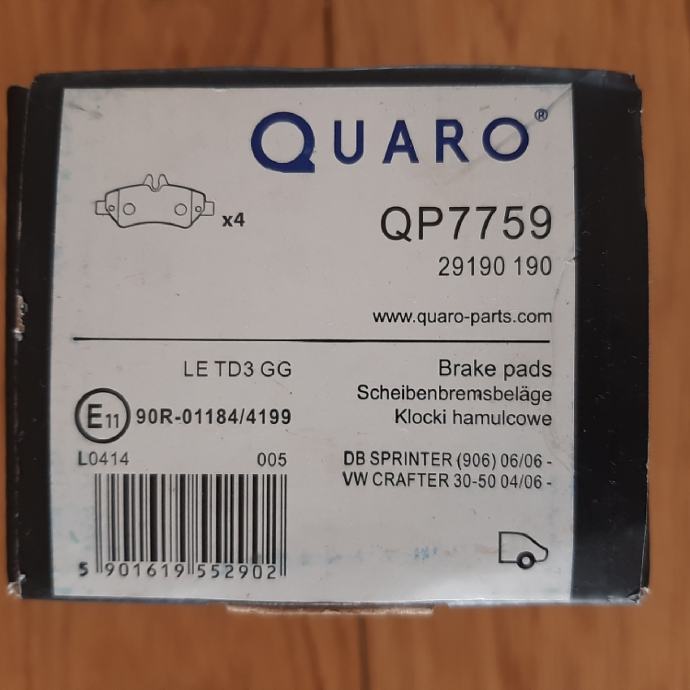 QUARO®
x4
QP7759
29190 190
www.quaro-parts.com
LE TD3 GG
Brake pads
Scheibenbremsbeläge
Klocki hamulcowe
E11 90R-01184/4199
L0414 005
DB SPRINTER (906) 06/06 -
VW CRAFTER 30-50 04/06 -
5 901619 552902